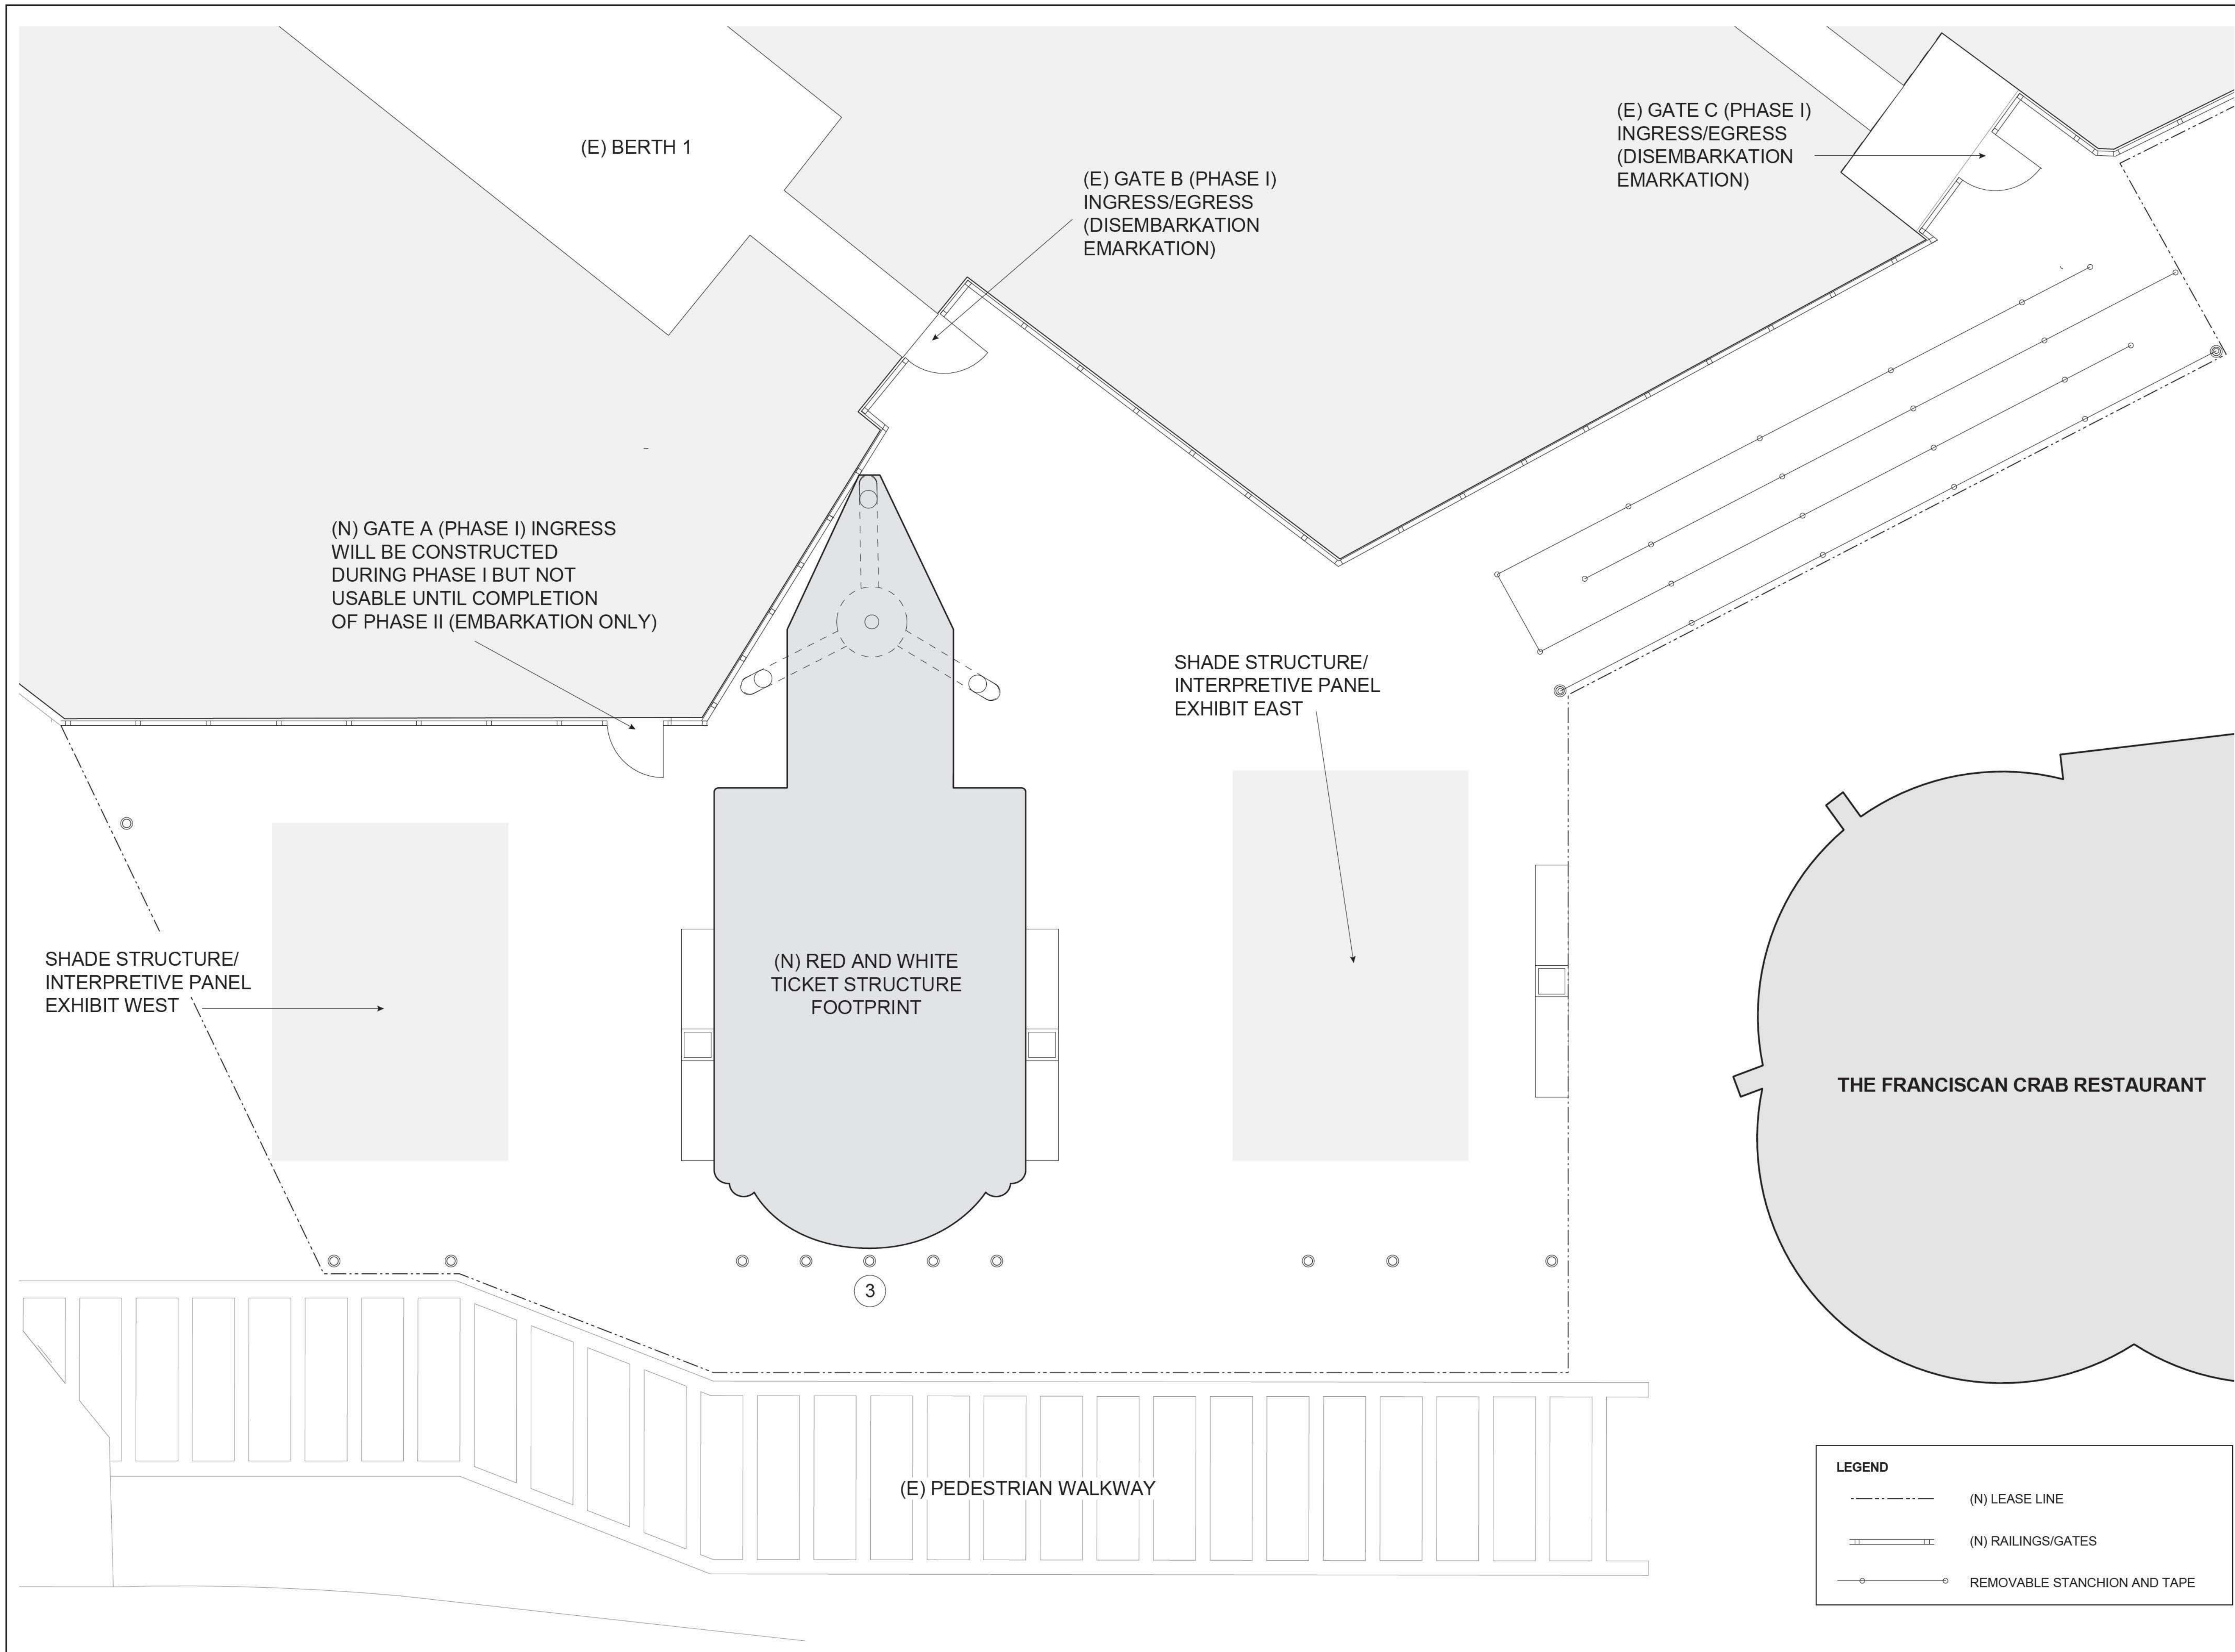 (E) BERTH 1
(E) GATE B (PHASE I)
INGRESS/EGRESS
(DISEMBARKATION
EMARKATION)
(E) GATE C (PHASE I)
INGRESS/EGRESS
(DISEMBARKATION
EMARKATION)
(N) GATE A (PHASE I) INGRESS
WILL BE CONSTRUCTED
DURING PHASE I BUT NOT
USABLE UNTIL COMPLETION
OF PHASE II (EMBARKATION ONLY)
SHADE STRUCTURE/
INTERPRETIVE PANEL
EXHIBIT EAST
SHADE STRUCTURE/
INTERPRETIVE PANEL
EXHIBIT WEST
(N) RED AND WHITE
TICKET STRUCTURE
FOOTPRINT
THE FRANCISCAN CRAB RESTAURANT
3
(E) PEDESTRIAN WALKWAY
LEGEND
(N) LEASE LINE
(N) RAILINGS/GATES
REMOVABLE STANCHION AND TAPE